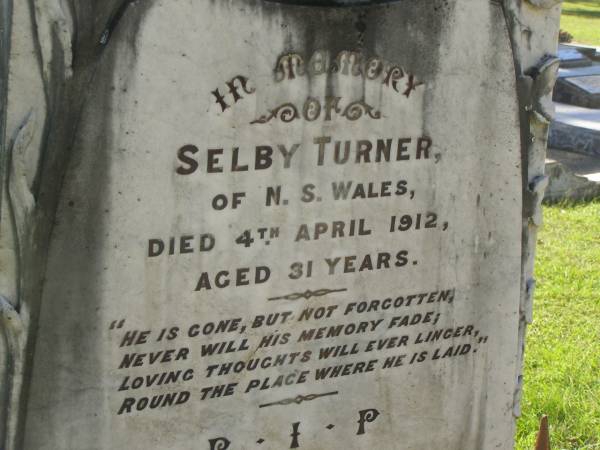 IN MEMORY
OF
SELBY TURNER,
OF N. S. WALES,
DIED 4TH APRIL 1912,
AGED 31 YEARS.
"HE IS GONE, BUT NOT FORGOTTEN,
NEVER WILL HIS MEMORY FADE;
LOVING THOUGHTS WILL EVER LINGER,
ROUND THE PLACE WHERE HE IS LAID."
R · I · P